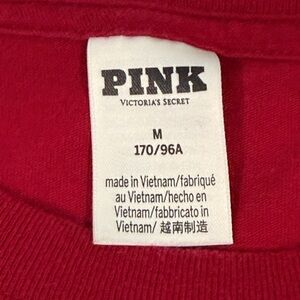 PINK
VICTORIA'S SECRET
M
170/96A
made in Vietnam/fabriqué
au Vietnam/hecho en
Vietnam/fabbricato in
Vietnam/ 越南制造